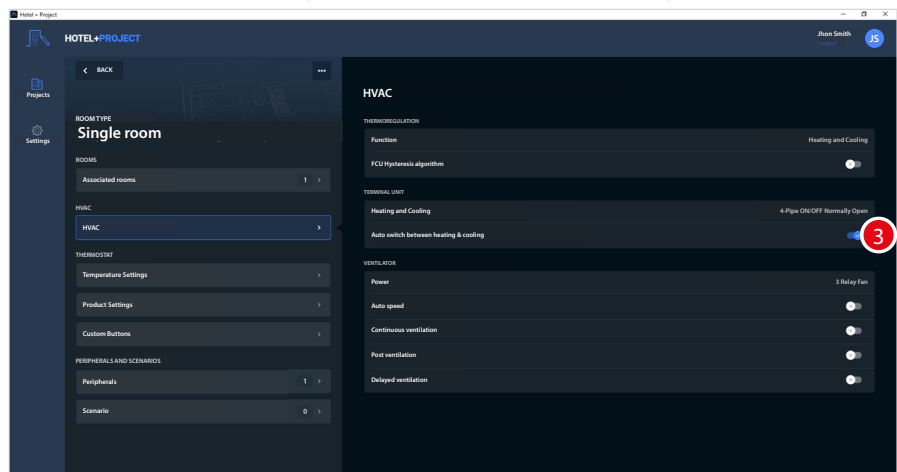 Hotel + Project
HOTEL+PROJECT
Jhon Smith
Logout
JS
Projects
Settings
BACK
ROOM TYPE
Single room
ROOMS
Associated rooms 1
HVAC
HVAC
THERMOSTAT
Temperature Settings
Product Settings
Custom Buttons
PERIPHERALS AND SCENARIOS
Peripherals 1
Scenario 0
HVAC
THERMOREGULATION
Function Heating and Cooling
FCU Hysteresis algorithm
TERMINAL UNIT
Heating and Cooling 4-Pipe ON/OFF Normally Open
Auto switch between heating & cooling
3
VENTILATOR
Power 3 Relay Fan
Auto speed
Continuous ventilation
Post ventilation
Delayed ventilation